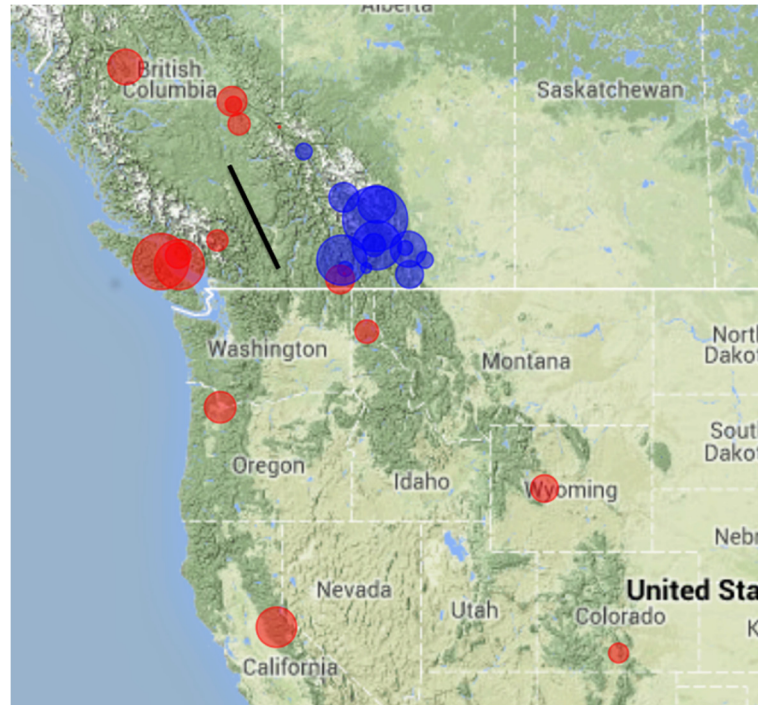 Alberta
British
Columbia
Saskatchewan
Washington
Montana
North
Dakot
Oregon
Idaho
Wyoming
South
Dakot
Nebr
Nevada
Utah
United Sta
Colorado
K
California